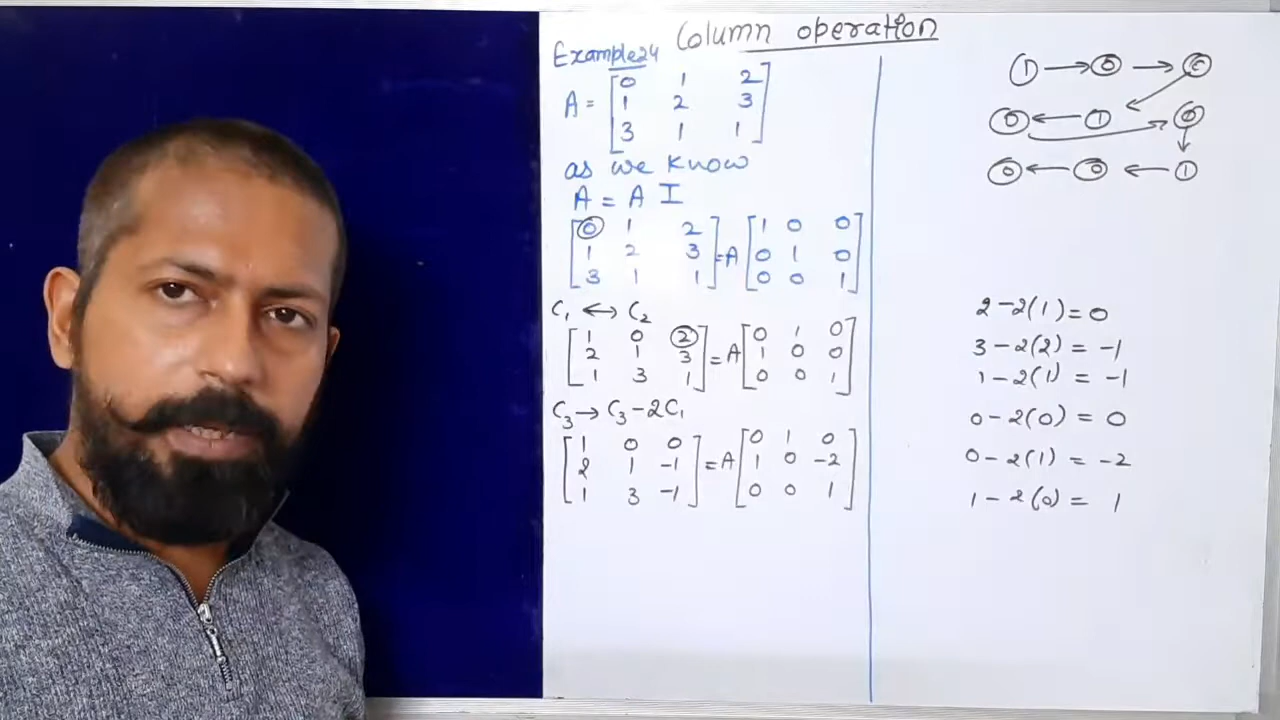 Column operation
Example 24
A = [0 1 2
1 2 3
3 1 1]
as we know
A = A I
[0 1 2
1 2 3
3 1 1] = A [1 0 0
0 1 0
0 0 1]
C₁ ↔ C₂
[1 0 2
2 1 3
1 3 1] = A [0 1 0
1 0 0
0 0 1]
C₃ → C₃ - 2C₁
[1 0 0
2 1 -1
1 3 -1] = A [0 1 0
1 0 -2
0 0 1]
1 → 0 → 0
0 ← 1 0
0 ← 0 ← 1
2 - 2(1) = 0
3 - 2(2) = -1
1 - 2(1) = -1
0 - 2(0) = 0
0 - 2(1) = -2
1 - 2(0) = 1